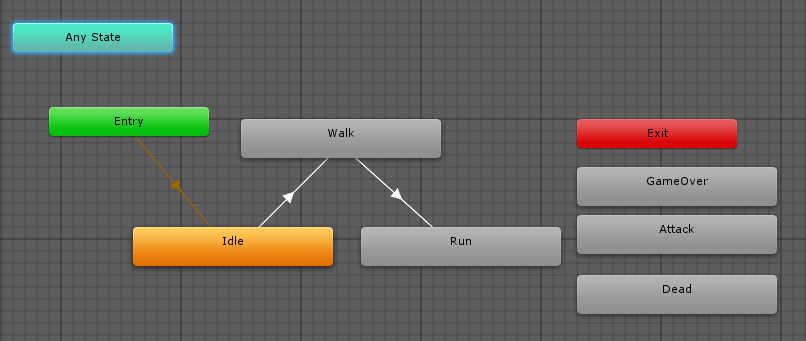 Any State
Entry
Walk
Exit
GameOver
Attack
Idle
Run
Dead